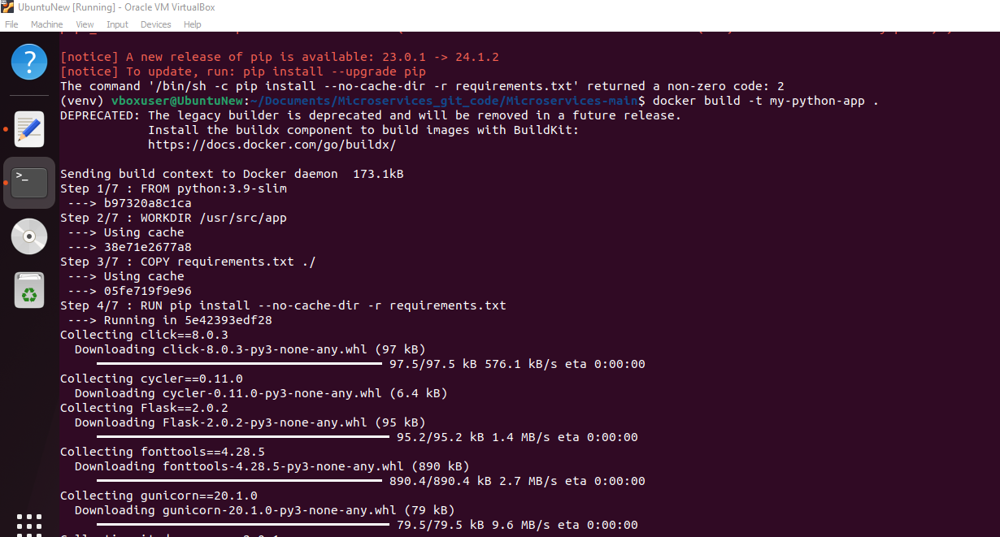 UbuntuNew [Running] - Oracle VM VirtualBox
File Machine View Input Devices Help
[notice] A new release of pip is available: 23.0.1 -> 24.1.2
[notice] To update, run: pip install --upgrade pip
The command '/bin/sh -c pip install --no-cache-dir -r requirements.txt' returned a non-zero code: 2
(venv) vboxuser@UbuntuNew:~/Documents/Microservices_git_code/Microservices-main$ docker build -t my-python-app .
DEPRECATED: The legacy builder is deprecated and will be removed in a future release.
Install the buildx component to build images with BuildKit:
https://docs.docker.com/go/buildx/
Sending build context to Docker daemon 173.1kB
Step 1/7 : FROM python:3.9-slim
---> b97320a8c1ca
Step 2/7 : WORKDIR /usr/src/app
---> Using cache
---> 38e71e2677a8
Step 3/7 : COPY requirements.txt ./
---> Using cache
---> 05fe719f9e96
Step 4/7 : RUN pip install --no-cache-dir -r requirements.txt
---> Running in 5e42393edf28
Collecting click==8.0.3
Downloading click-8.0.3-py3-none-any.whl (97 kB)
97.5/97.5 kB 576.1 kB/s eta 0:00:00
Collecting cycler==0.11.0
Downloading cycler-0.11.0-py3-none-any.whl (6.4 kB)
Collecting Flask==2.0.2
Downloading Flask-2.0.2-py3-none-any.whl (95 kB)
95.2/95.2 kB 1.4 MB/s eta 0:00:00
Collecting fonttools==4.28.5
Downloading fonttools-4.28.5-py3-none-any.whl (890 kB)
890.4/890.4 kB 2.7 MB/s eta 0:00:00
Collecting gunicorn==20.1.0
Downloading gunicorn-20.1.0-py3-none-any.whl (79 kB)
79.5/79.5 kB 9.6 MB/s eta 0:00:00